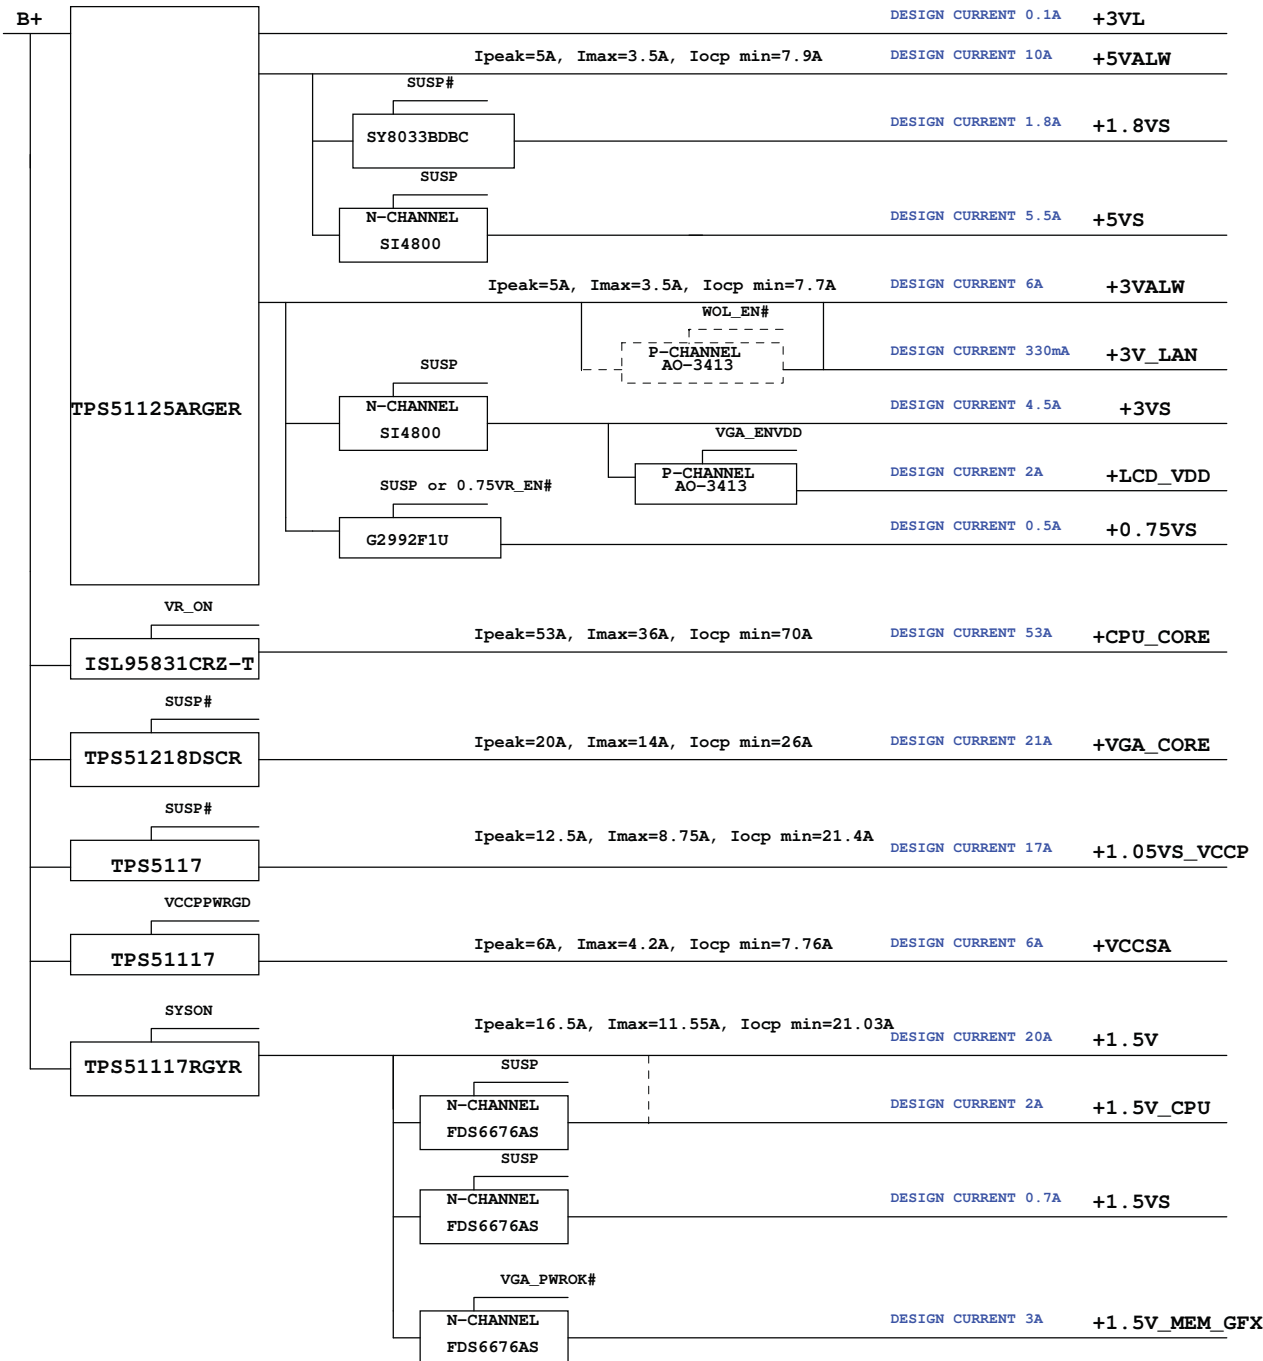 B+
DESIGN CURRENT 0.1A +3VL
Ipeak=5A, Imax=3.5A, Iocp min=7.9A DESIGN CURRENT 10A +5VALW
SUSP#
SY8033BDBC DESIGN CURRENT 1.8A +1.8VS
SUSP
N-CHANNEL
SI4800
DESIGN CURRENT 5.5A +5VS
Ipeak=5A, Imax=3.5A, Iocp min=7.7A DESIGN CURRENT 6A +3VALW
WOL_EN#
P-CHANNEL
AO-3413
DESIGN CURRENT 330mA +3V_LAN
TPS51125ARGER
SUSP
N-CHANNEL
SI4800
DESIGN CURRENT 4.5A +3VS
VGA_ENVDD
P-CHANNEL
AO-3413
DESIGN CURRENT 2A +LCD_VDD
SUSP or 0.75VR_EN#
G2992F1U DESIGN CURRENT 0.5A +0.75VS
VR_ON
ISL95831CRZ-T Ipeak=53A, Imax=36A, Iocp min=70A DESIGN CURRENT 53A +CPU_CORE
SUSP#
TPS51218DSCR Ipeak=20A, Imax=14A, Iocp min=26A DESIGN CURRENT 21A +VGA_CORE
SUSP#
TPS5117 Ipeak=12.5A, Imax=8.75A, Iocp min=21.4A DESIGN CURRENT 17A +1.05VS_VCCP
VCCPPWRGD
TPS51117 Ipeak=6A, Imax=4.2A, Iocp min=7.76A DESIGN CURRENT 6A +VCCSA
SYSON
TPS51117RGYR Ipeak=16.5A, Imax=11.55A, Iocp min=21.03A DESIGN CURRENT 20A +1.5V
SUSP
N-CHANNEL
FDS6676AS
DESIGN CURRENT 2A +1.5V_CPU
SUSP
N-CHANNEL
FDS6676AS
DESIGN CURRENT 0.7A +1.5VS
VGA_PWROK#
N-CHANNEL
FDS6676AS
DESIGN CURRENT 3A +1.5V_MEM_GFX